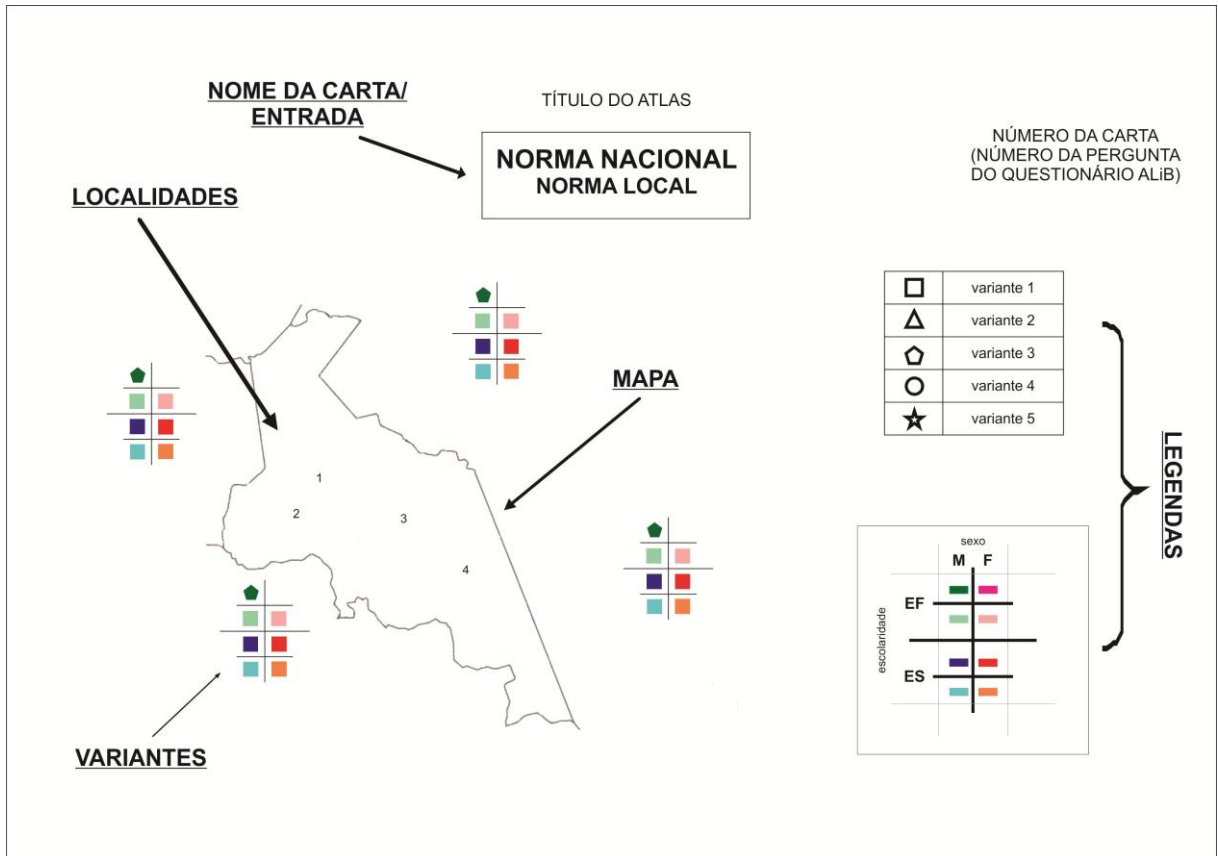 NOME DA CARTA/
ENTRADA
TÍTULO DO ATLAS
NORMA NACIONAL
NORMA LOCAL
NÚMERO DA CARTA
(NÚMERO DA PERGUNTA
DO QUESTIONÁRIO ALiB)
LOCALIDADES
variante 1
variante 2
variante 3
variante 4
variante 5
MAPA
LEGENDAS
1
2
3
4
sexo
M F
escolaridade
EF
ES
VARIANTES